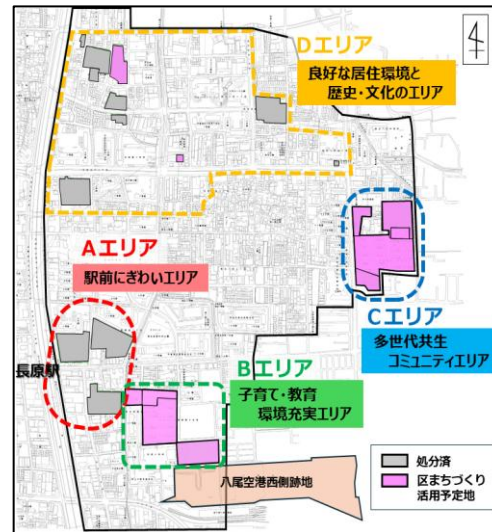 Dエリア
良好な居住環境と
歴史・文化のエリア
Aエリア
駅前にぎわいエリア
Cエリア
多世代共生
コミュニティエリア
長原駅
Bエリア
子育て・教育
環境充実エリア
八尾空港西側跡地
処分済
区まちづくり
活用予定地